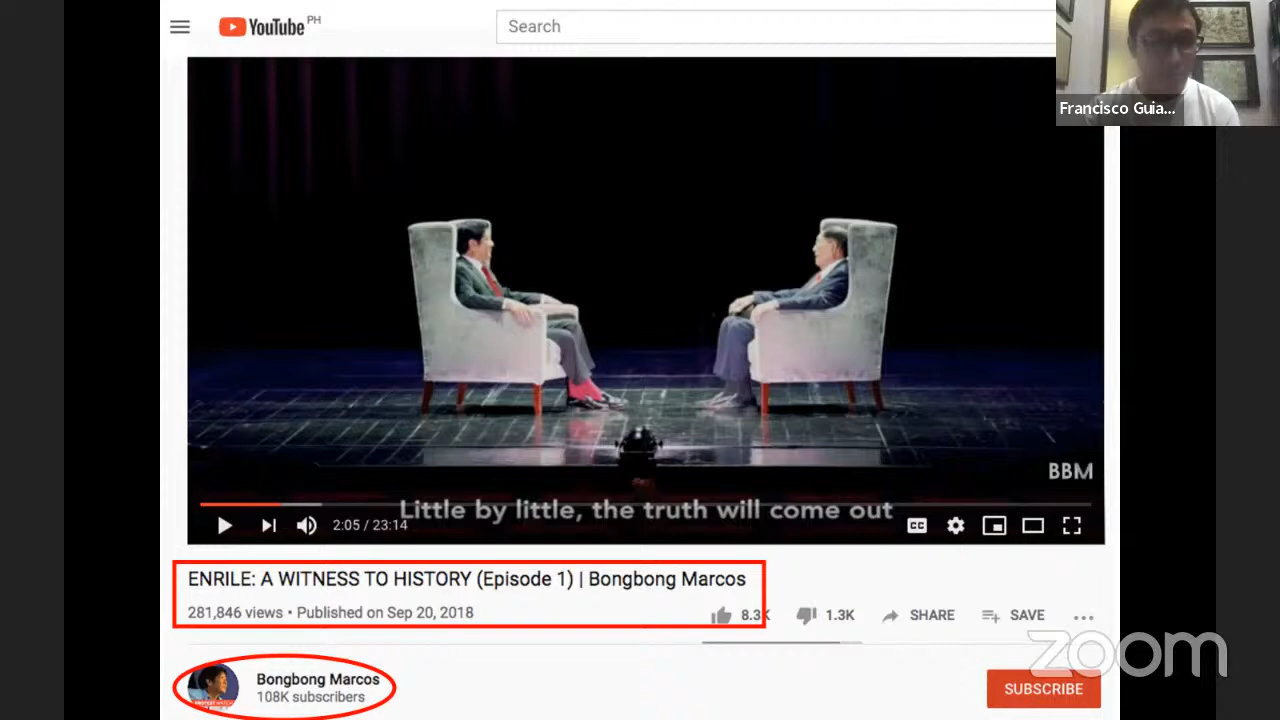 YouTube PH
Search
Francisco Guia...
BBM
Little by little, the truth will come out
2:05 / 23:14
CC
ENRILE: A WITNESS TO HISTORY (Episode 1) | Bongbong Marcos
281,846 views • Published on Sep 20, 2018
8.3K
1.3K
SHARE
SAVE
zoom
Bongbong Marcos
108K subscribers
SUBSCRIBE